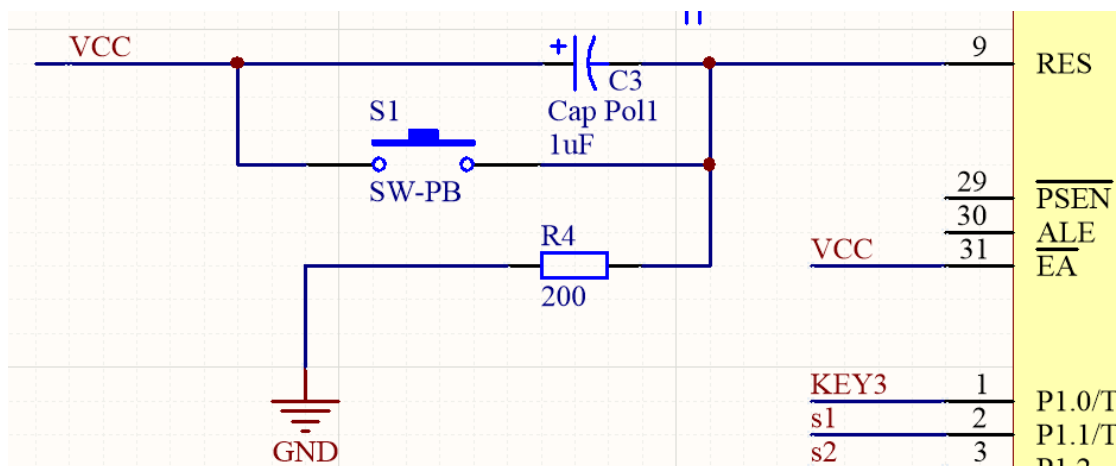 VCC
+
C3
Cap Pol1
1uF
S1
SW-PB
R4
200
GND
9
RES
29
PSEN
30
ALE
VCC
31
EA
KEY3
1
P1.0/T
s1
2
P1.1/T
s2
3